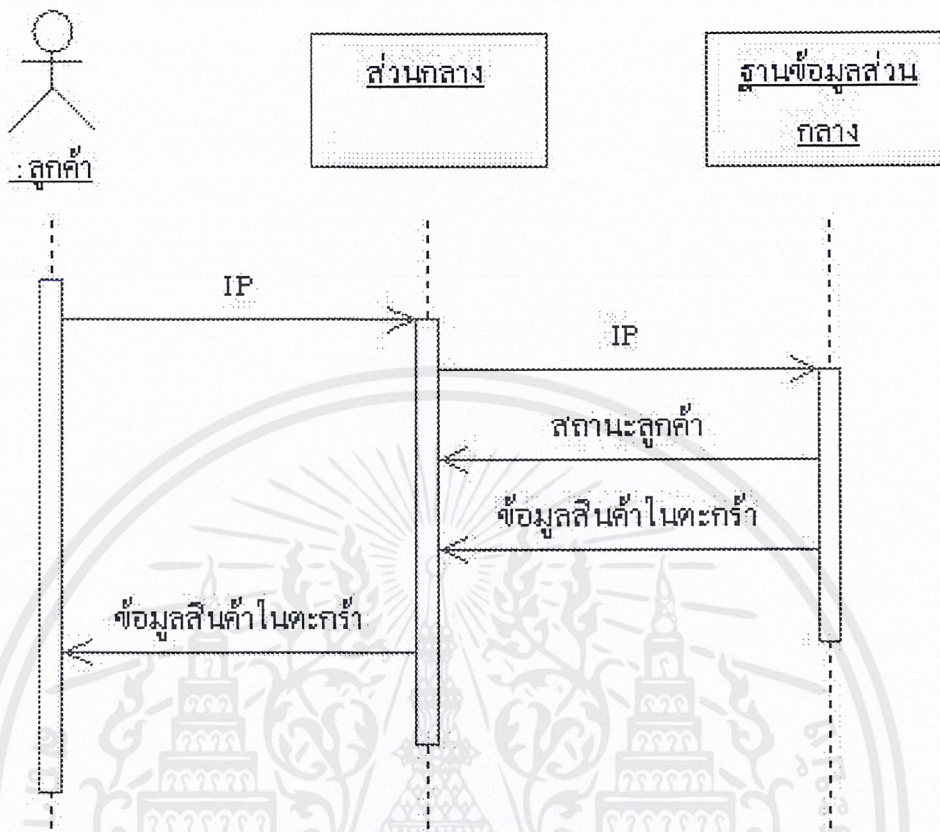 :ลูกค้า
ส่วนกลาง
ฐานข้อมูลส่วน
กลาง
IP
IP
สถานะลูกค้า
ข้อมูลสินค้าในตะกร้า
ข้อมูลสินค้าในตะกร้า